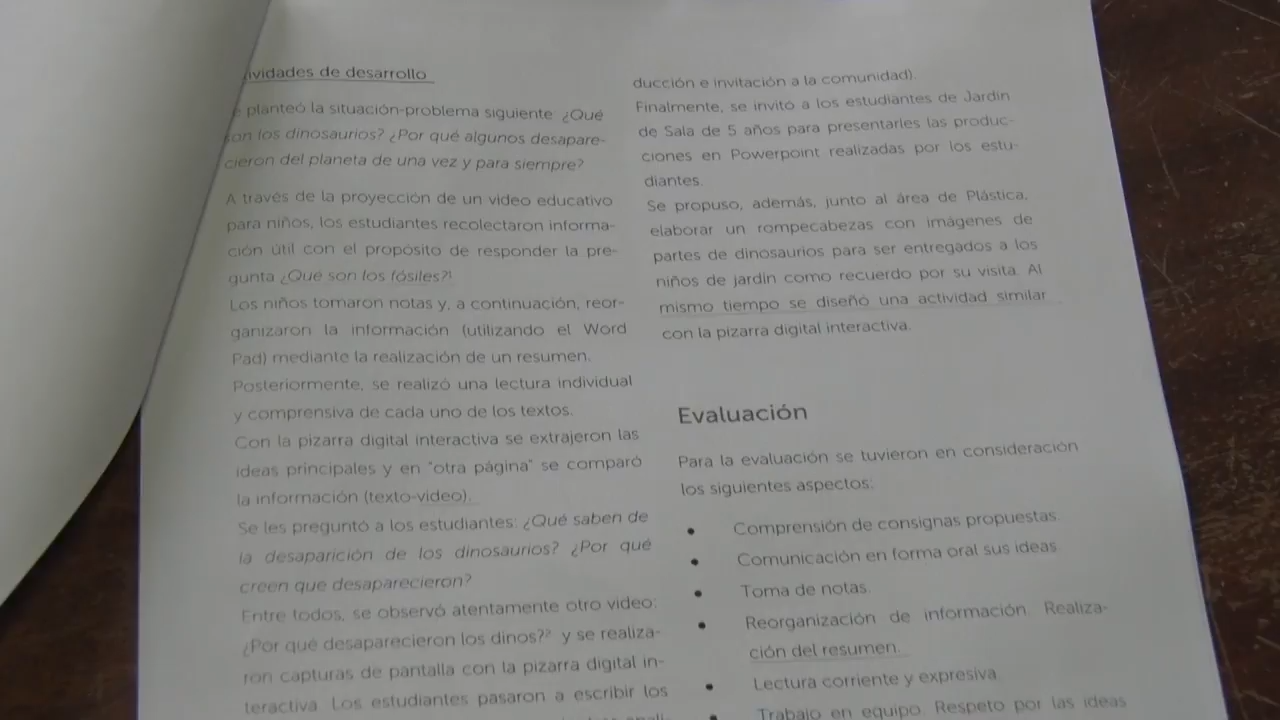 ividades de desarrollo
planteó la situación-problema siguiente: ¿Qué
son los dinosaurios? ¿Por qué algunos desapare-
cieron del planeta de una vez y para siempre?
A través de la proyección de un video educativo
para niños, los estudiantes recolectaron informa-
ción útil con el propósito de responder la pre-
gunta ¿Qué son los fósiles?¹
Los niños tomaron notas y, a continuación, reor-
ganizaron la información (utilizando el Word
Pad) mediante la realización de un resumen.
Posteriormente, se realizó una lectura individual
y comprensiva de cada uno de los textos.
Con la pizarra digital interactiva se extrajeron las
ideas principales y en "otra página" se comparó
la información (texto-video).
Se les preguntó a los estudiantes: ¿Qué saben de
la desaparición de los dinosaurios? ¿Por qué
creen que desaparecieron?
Entre todos, se observó atentamente otro video:
¿Por qué desaparecieron los dinos?² y se realiza-
ron capturas de pantalla con la pizarra digital in-
teractiva. Los estudiantes pasaron a escribir los
ducción e invitación a la comunidad).
Finalmente, se invitó a los estudiantes de Jardín
de Sala de 5 años para presentarles las produc-
ciones en Powerpoint realizadas por los estu-
diantes.
Se propuso, además, junto al área de Plástica,
elaborar un rompecabezas con imágenes de
partes de dinosaurios para ser entregados a los
niños de jardín como recuerdo por su visita. Al
mismo tiempo se diseñó una actividad similar
con la pizarra digital interactiva.
Evaluación
Para la evaluación se tuvieron en consideración
los siguientes aspectos:
• Comprensión de consignas propuestas.
• Comunicación en forma oral sus ideas.
• Toma de notas.
• Reorganización de información. Realiza-
ción del resumen.
• Lectura corriente y expresiva.
• Trabajo en equipo. Respeto por las ideas